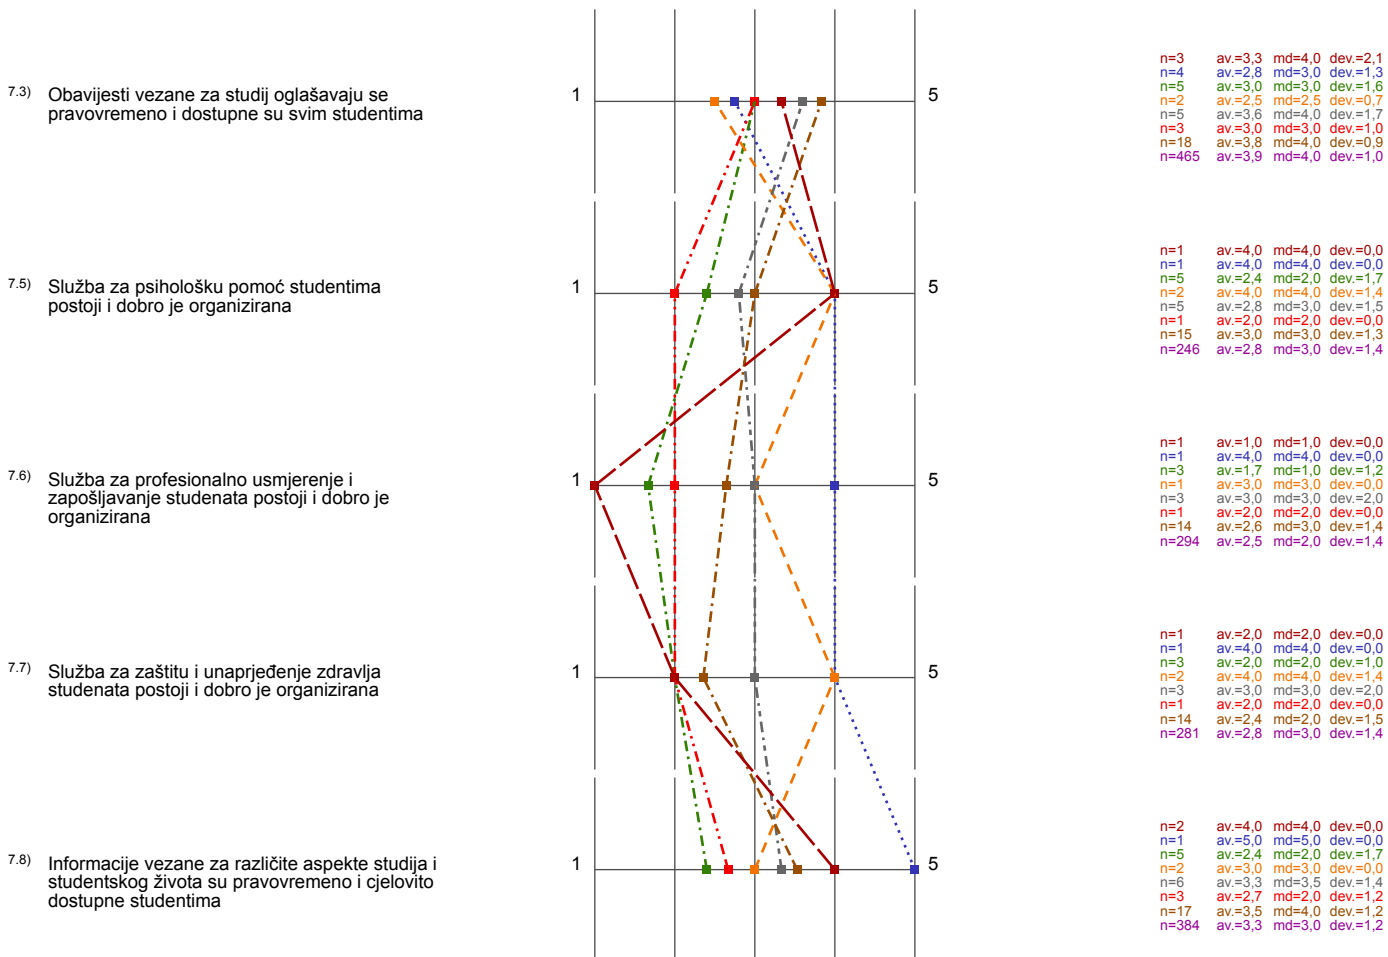 7.3) Obavijesti vezane za studij oglašavaju se
pravovremeno i dostupne su svim studentima
1 5
n=3 av.=3,3 md=4,0 dev.=2,1
n=4 av.=2,8 md=3,0 dev.=1,3
n=5 av.=3,0 md=3,0 dev.=1,6
n=2 av.=2,5 md=2,5 dev.=0,7
n=5 av.=3,6 md=4,0 dev.=1,7
n=3 av.=3,0 md=3,0 dev.=1,0
n=18 av.=3,8 md=4,0 dev.=0,9
n=465 av.=3,9 md=4,0 dev.=1,0
7.5) Služba za psihološku pomoć studentima
postoji i dobro je organizirana
1 5
n=1 av.=4,0 md=4,0 dev.=0,0
n=1 av.=4,0 md=4,0 dev.=0,0
n=5 av.=2,4 md=2,0 dev.=1,7
n=2 av.=4,0 md=4,0 dev.=1,4
n=5 av.=2,8 md=3,0 dev.=1,5
n=1 av.=2,0 md=2,0 dev.=0,0
n=15 av.=3,0 md=3,0 dev.=1,3
n=246 av.=2,8 md=3,0 dev.=1,4
7.6) Služba za profesionalno usmjerenje i
zapošljavanje studenata postoji i dobro je
organizirana
1 5
n=1 av.=1,0 md=1,0 dev.=0,0
n=1 av.=4,0 md=4,0 dev.=0,0
n=3 av.=1,7 md=1,0 dev.=1,2
n=1 av.=3,0 md=3,0 dev.=0,0
n=3 av.=3,0 md=3,0 dev.=2,0
n=1 av.=2,0 md=2,0 dev.=0,0
n=14 av.=2,6 md=3,0 dev.=1,4
n=294 av.=2,5 md=2,0 dev.=1,4
7.7) Služba za zaštitu i unaprjeđenje zdravlja
studenata postoji i dobro je organizirana
1 5
n=1 av.=2,0 md=2,0 dev.=0,0
n=1 av.=4,0 md=4,0 dev.=0,0
n=3 av.=2,0 md=2,0 dev.=1,0
n=2 av.=4,0 md=4,0 dev.=1,4
n=3 av.=3,0 md=3,0 dev.=2,0
n=1 av.=2,0 md=2,0 dev.=0,0
n=14 av.=2,4 md=2,0 dev.=1,5
n=281 av.=2,8 md=3,0 dev.=1,4
7.8) Informacije vezane za različite aspekte studija i
studentskog života su pravovremeno i cjelovito
dostupne studentima
1 5
n=2 av.=4,0 md=4,0 dev.=0,0
n=1 av.=5,0 md=5,0 dev.=0,0
n=5 av.=2,4 md=2,0 dev.=1,7
n=2 av.=3,0 md=3,0 dev.=0,0
n=6 av.=3,3 md=3,5 dev.=1,4
n=3 av.=2,7 md=2,0 dev.=1,2
n=17 av.=3,5 md=4,0 dev.=1,2
n=384 av.=3,3 md=3,0 dev.=1,2